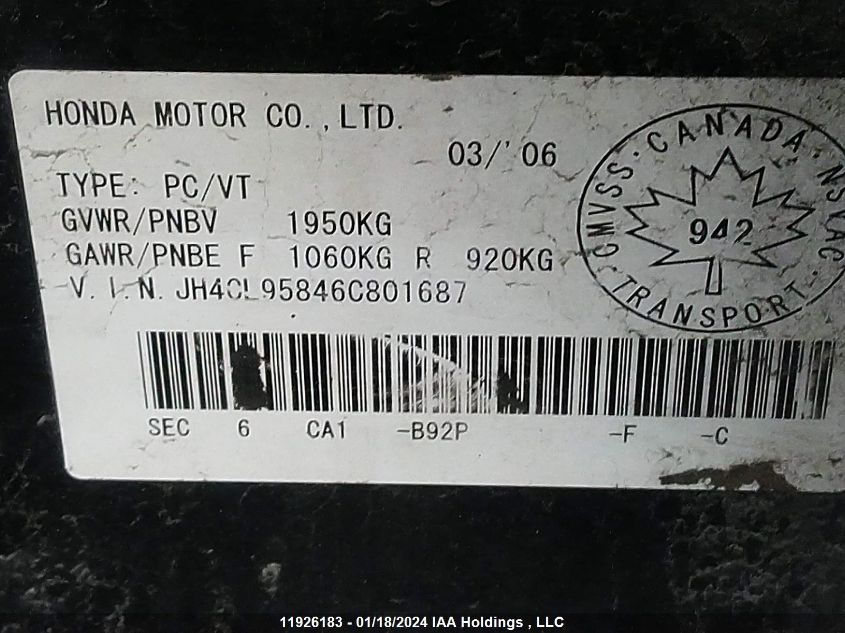 HONDA MOTOR CO.,LTD.
03/'06
TYPE: PC/VT
GVWR/PNBV 1950KG
GAWR/PNBE F 1060KG R 920KG
V.I.N. JH4CL95846C801687
CANADA · NSVAC · TRANSPORT · CMVSS ·
942
SEC 6 CA1 -B92P -F -C
11926183 - 01/18/2024 IAA Holdings , LLC